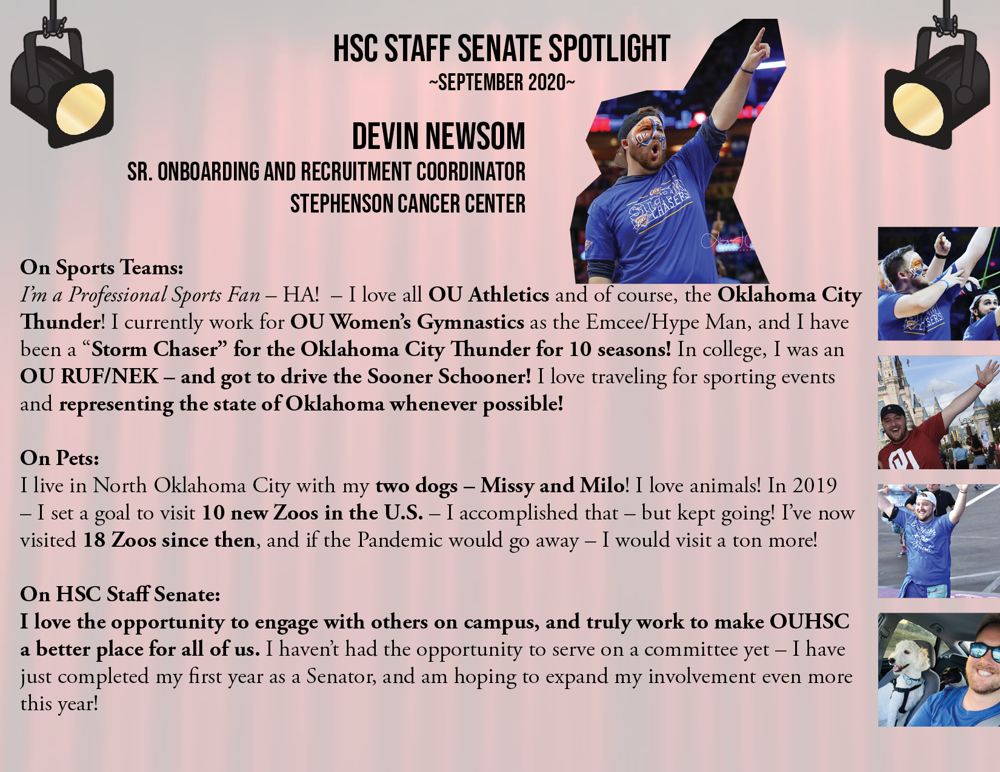 HSC STAFF SENATE SPOTLIGHT
~SEPTEMBER 2020~
DEVIN NEWSOM
SR. ONBOARDING AND RECRUITMENT COORDINATOR
STEPHENSON CANCER CENTER
OKC
STORM
CHASERS
OKC
On Sports Teams:
I’m a Professional Sports Fan – HA!  – I love all OU Athletics and of course, the Oklahoma City
Thunder! I currently work for OU Women’s Gymnastics as the Emcee/Hype Man, and I have
been a “Storm Chaser” for the Oklahoma City Thunder for 10 seasons! In college, I was an
OU RUF/NEK – and got to drive the Sooner Schooner! I love traveling for sporting events
and representing the state of Oklahoma whenever possible!
On Pets:
I live in North Oklahoma City with my two dogs – Missy and Milo! I love animals! In 2019
– I set a goal to visit 10 new Zoos in the U.S. – I accomplished that – but kept going! I’ve now
visited 18 Zoos since then, and if the Pandemic would go away – I would visit a ton more!
On HSC Staff Senate:
I love the opportunity to engage with others on campus, and truly work to make OUHSC
a better place for all of us. I haven’t had the opportunity to serve on a committee yet – I have
just completed my first year as a Senator, and am hoping to expand my involvement even more
this year!